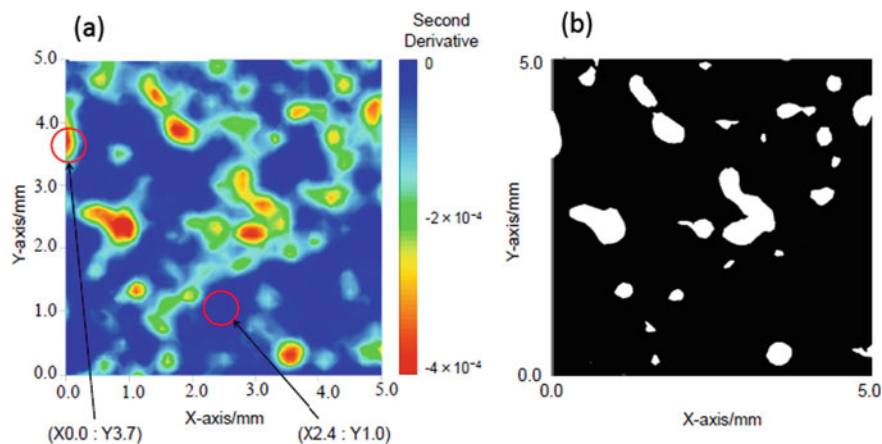 (a)
Second
Derivative
0
-2 × 10⁻⁴
-4 × 10⁻⁴
5.0
4.0
3.0
2.0
1.0
0.0
Y-axis/mm
0.0 1.0 2.0 3.0 4.0 5.0
X-axis/mm
(X0.0 : Y3.7)
(X2.4 : Y1.0)
(b)
5.0
Y-axis/mm
0.0
0.0 5.0
X-axis/mm